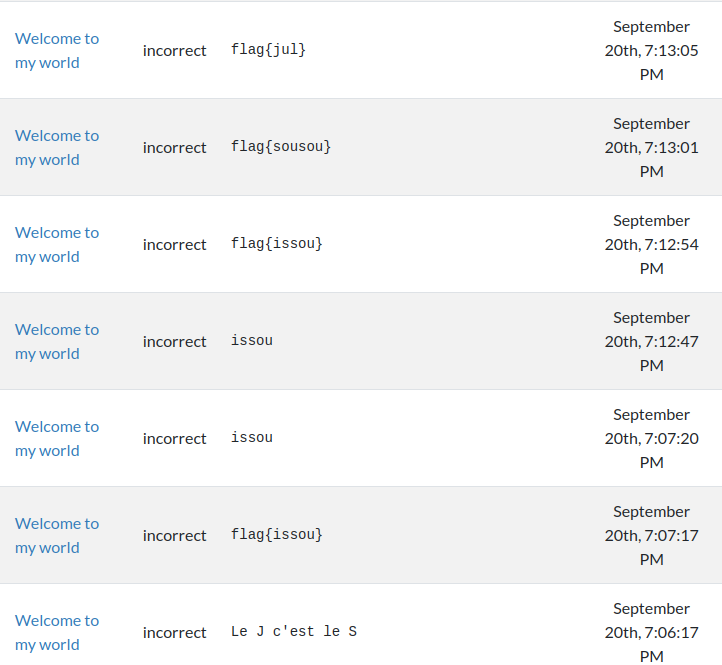 Welcome to my world incorrect flag{jul} September 20th, 7:13:05 PM
Welcome to my world incorrect flag{sousou} September 20th, 7:13:01 PM
Welcome to my world incorrect flag{issou} September 20th, 7:12:54 PM
Welcome to my world incorrect issou September 20th, 7:12:47 PM
Welcome to my world incorrect issou September 20th, 7:07:20 PM
Welcome to my world incorrect flag{issou} September 20th, 7:07:17 PM
Welcome to my world incorrect Le J c'est le S September 20th, 7:06:17 PM